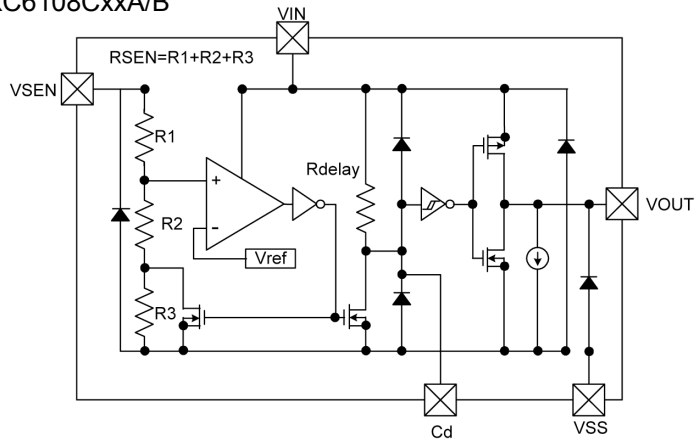 XC6108CxxA/B
VIN
RSEN=R1+R2+R3
VSEN
R1
Rdelay
+
-
R2
VOUT
Vref
R3
Cd
VSS